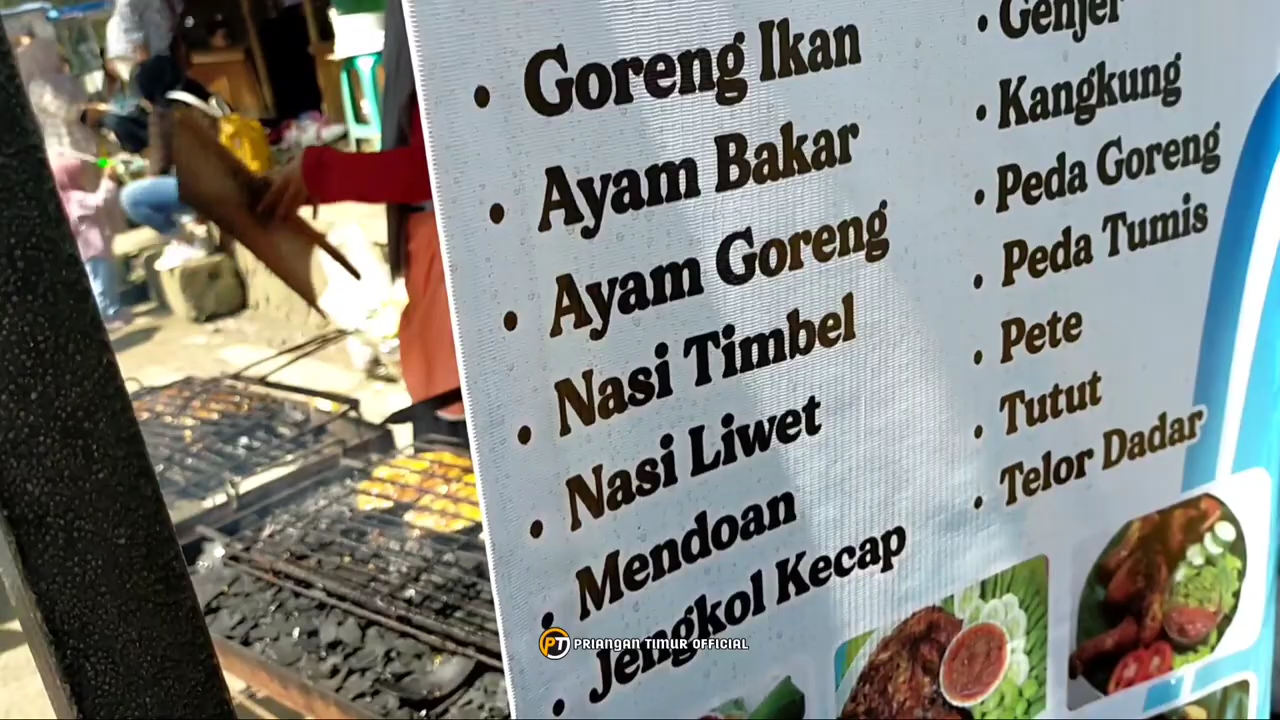 • Goreng Ikan
• Ayam Bakar
• Ayam Goreng
• Nasi Timbel
• Nasi Liwet
• Mendoan
• Jengkol Kecap
• Genjer
• Kangkung
• Peda Goreng
• Peda Tumis
• Pete
• Tutut
• Telor Dadar
PT PRIANGAN TIMUR OFFICIAL